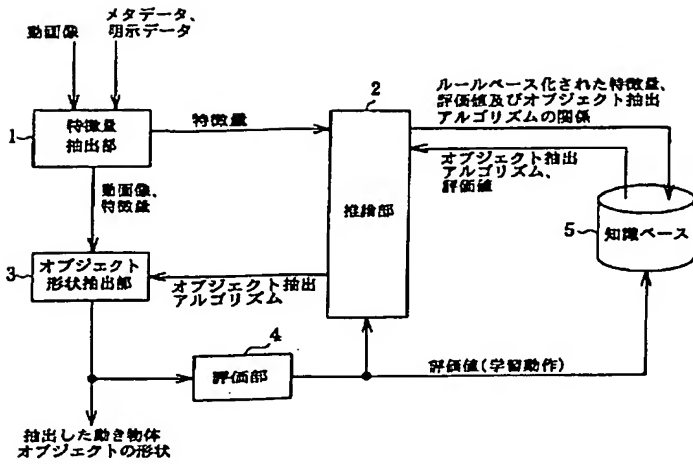 動画像
メタデータ、
明示データ
1
特徴量
抽出部
特徴量
2
推論部
ルールベース化された特徴量、
評価値及びオブジェクト抽出
アルゴリズムの関係
オブジェクト抽出
アルゴリズム、
評価値
5
知識ベース
動画像、
特徴量
3
オブジェクト
形状抽出部
オブジェクト抽出
アルゴリズム
4
評価部
評価値(学習動作)
抽出した動き物体
オブジェクトの形状